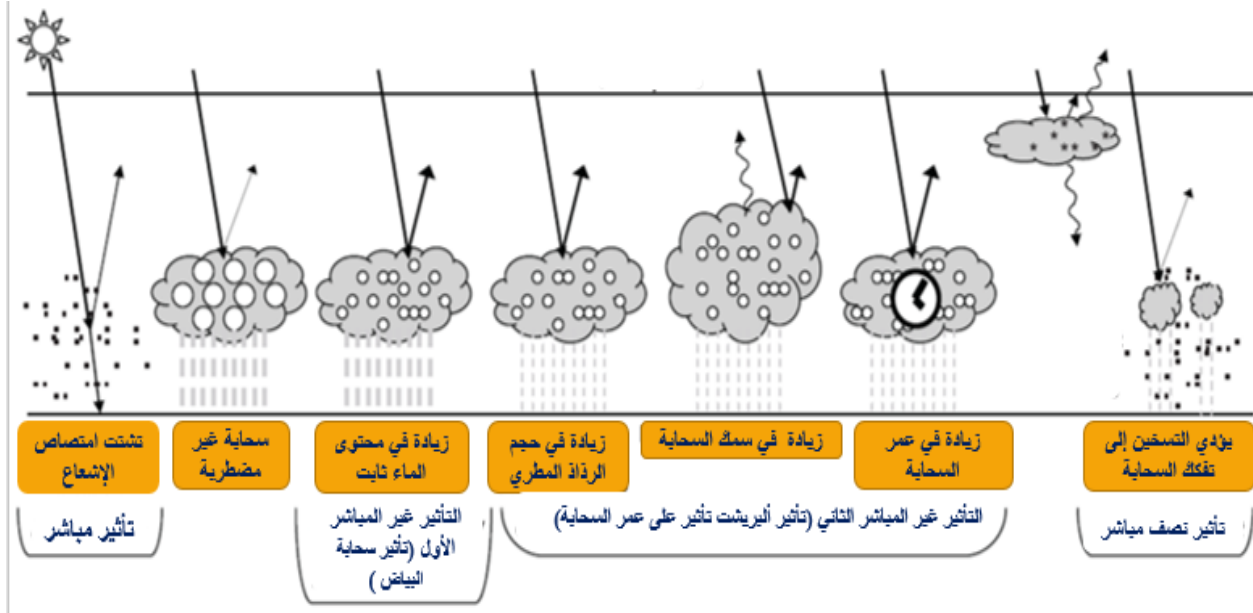 تشتت امتصاص
الإشعاع
سحابة غير
مضطربة
زيادة في محتوى
الماء ثابت
زيادة في حجم
الرذاذ المطري
زيادة في سمك السحابة
زيادة في عمر
السحابة
يؤدي التسخين إلى
تفكك السحابة
تأثير مباشر
التأثير غير المباشر
الأول (تأثير سحابة
البياض )
التأثير غير المباشر الثاني (تأثير ألبريشت تأثير على عمر السحابة)
تأثير نصف مباشر